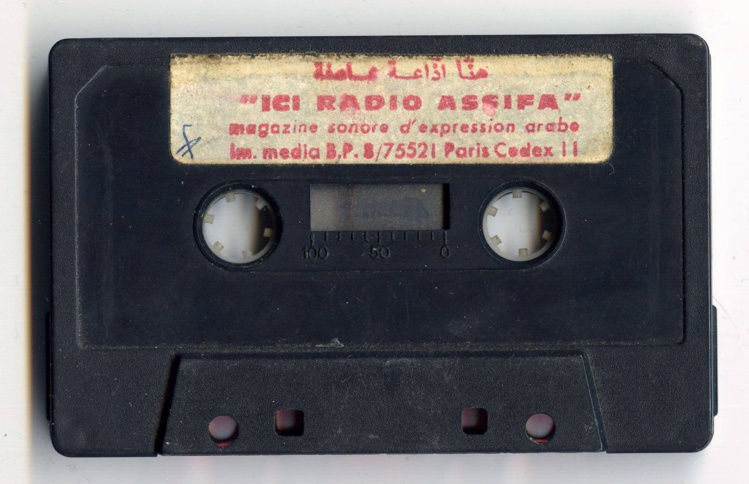 هنا اذاعة عاصفة
"ICI RADIO ASSIFA"
magazine sonore d'expression arabe
Im. media B.P. 8/75521 Paris Cedex 11
100 50 0